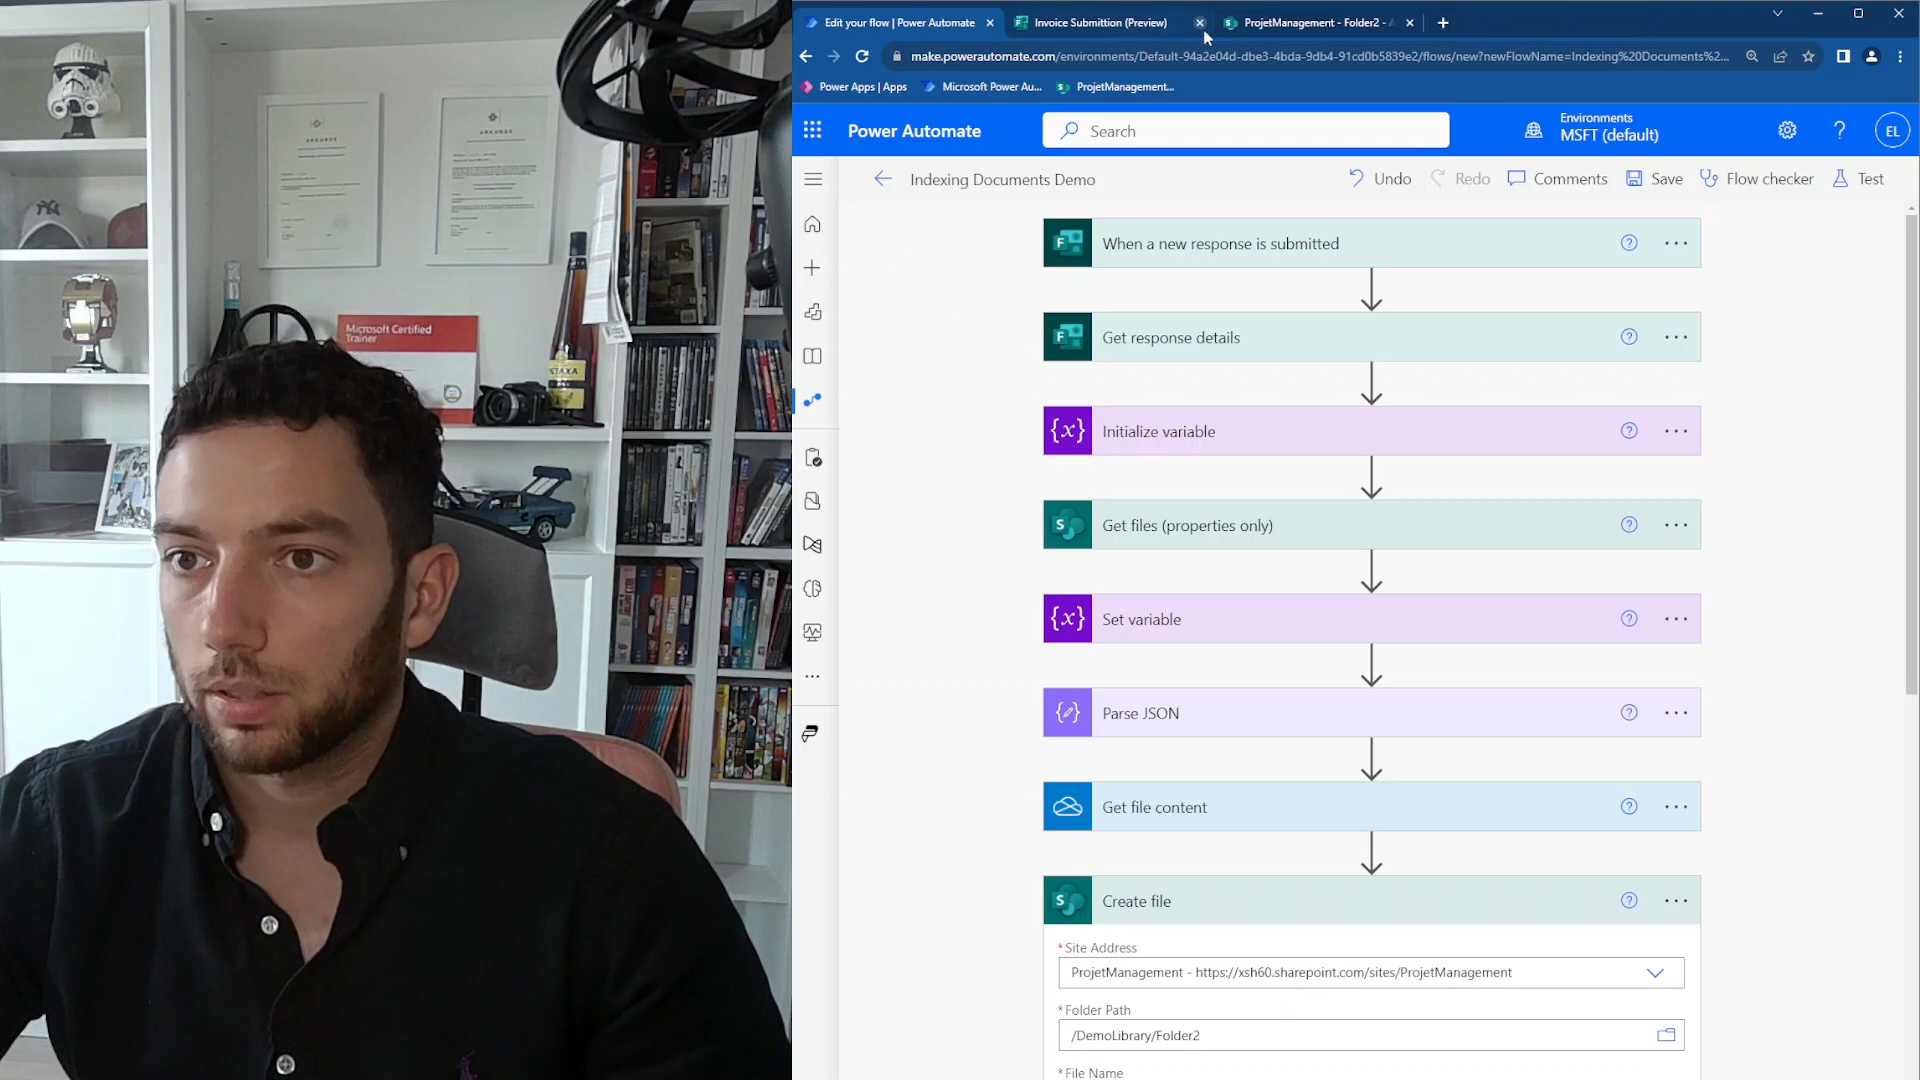 Edit your flow | Power Automate
Invoice Submittion (Preview)
ProjetManagement - Folder2 -
make.powerautomate.com/environments/Default-94a2e04d-dbe3-4bda-9db4-91cd0b5839e2/flows/new?newFlowName=Indexing%20Documents%2...
Power Apps | Apps
Microsoft Power Au...
ProjetManagement...
Power Automate
Search
Environments
MSFT (default)
EL
Indexing Documents Demo
Undo
Redo
Comments
Save
Flow checker
Test
When a new response is submitted
Get response details
{x} Initialize variable
Get files (properties only)
{x} Set variable
Parse JSON
Get file content
Create file
* Site Address
ProjetManagement - https://xsh60.sharepoint.com/sites/ProjetManagement
* Folder Path
/DemoLibrary/Folder2
* File Name
URKUNDE
URKUNDE
Microsoft Certified
Trainer